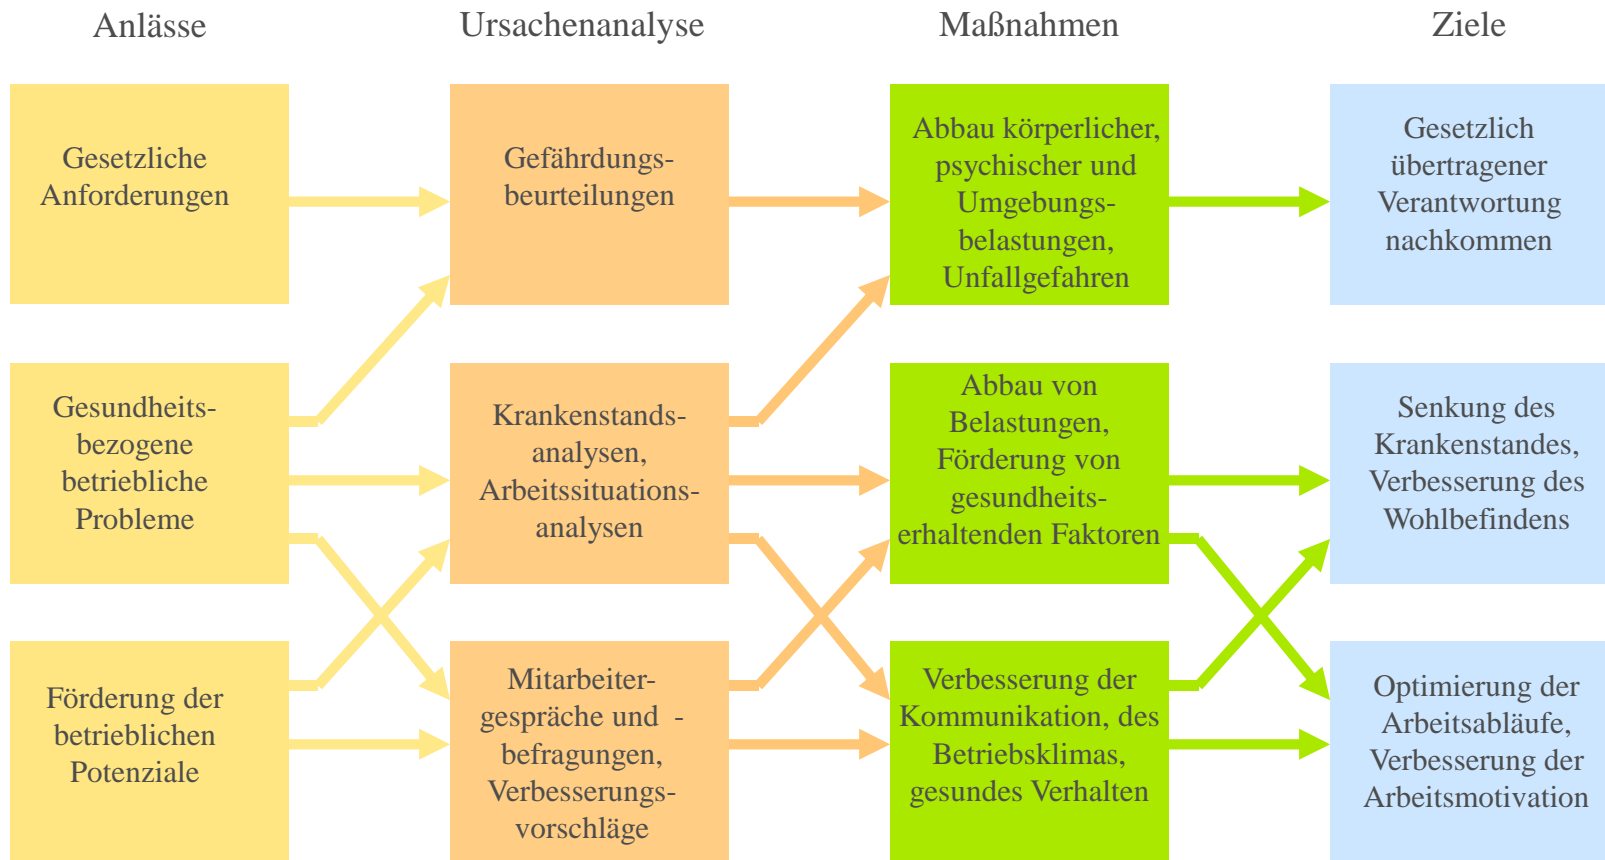 Anlässe
Ursachenanalyse
Maßnahmen
Ziele
Gesetzliche
Anforderungen
Gefährdungs-
beurteilungen
Abbau körperlicher,
psychischer und
Umgebungs-
belastungen,
Unfallgefahren
Gesetzlich
übertragener
Verantwortung
nachkommen
Gesundheits-
bezogene
betriebliche
Probleme
Krankenstands-
analysen,
Arbeitssituations-
analysen
Abbau von
Belastungen,
Förderung von
gesundheits-
erhaltenden Faktoren
Senkung des
Krankenstandes,
Verbesserung des
Wohlbefindens
Förderung der
betrieblichen
Potenziale
Mitarbeiter-
gespräche und -
befragungen,
Verbesserungs-
vorschläge
Verbesserung der
Kommunikation, des
Betriebsklimas,
gesundes Verhalten
Optimierung der
Arbeitsabläufe,
Verbesserung der
Arbeitsmotivation